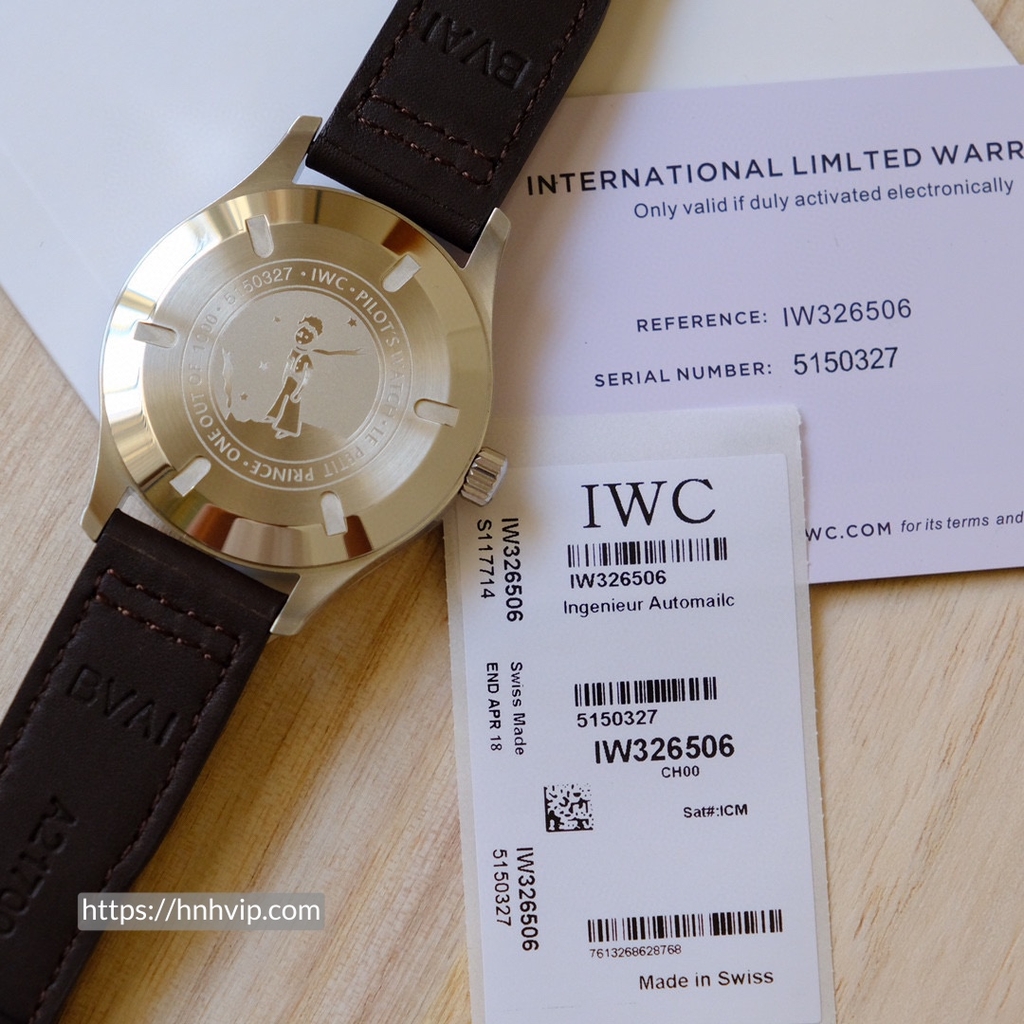 BVAI
INTERNATIONAL LIMLTED WARR
Only valid if duly activated electronically
REFERENCE: IW326506
SERIAL NUMBER: 5150327
WC.COM for its terms and
5150327 • IWC • PILOT'S WATCH • LE PETIT PRINCE • ONE OUT OF
IWC
IW326506
Ingenieur Automailc
5150327
IW326506
CH00
Sat#:ICM
7613268628768
Made in Swiss
IW326506
S117714
Swiss Made
END APR 18
IW326506
5150327
BVAI
A21700
https://hnhvip.com